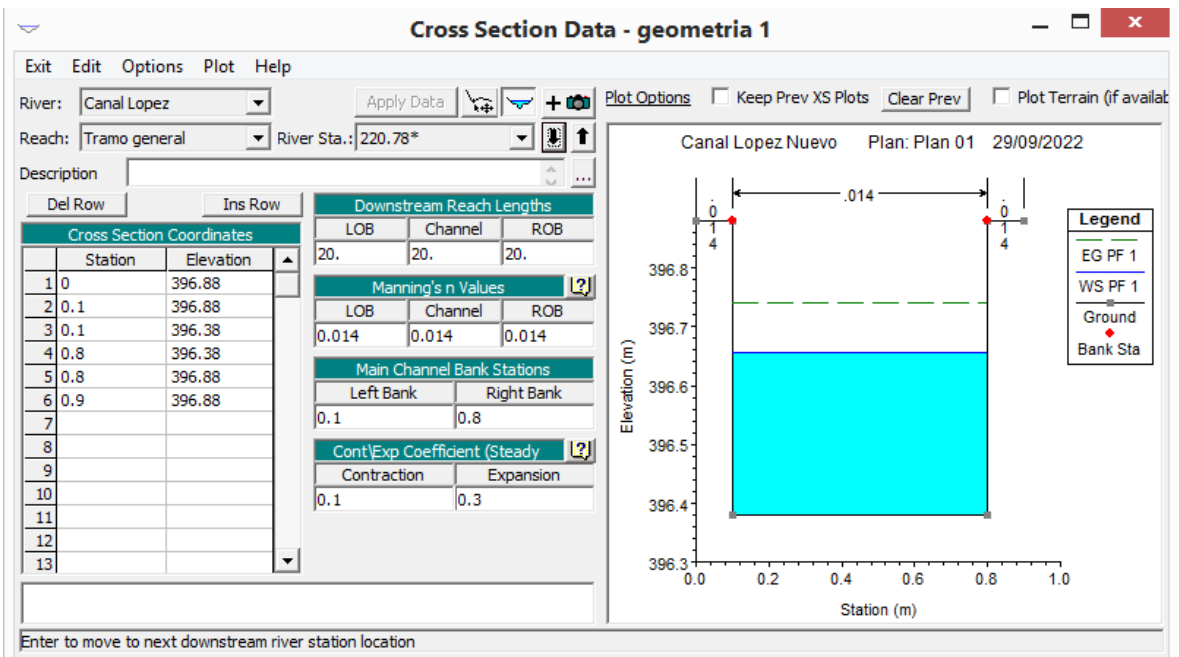 Cross Section Data - geometria 1
Exit Edit Options Plot Help
River: Canal Lopez
Apply Data
Reach: Tramo general
River Sta.: 220.78*
Description
...
Del Row Ins Row
Cross Section Coordinates
Station Elevation
1 0 396.88
2 0.1 396.88
3 0.1 396.38
4 0.8 396.38
5 0.8 396.88
6 0.9 396.88
7
8
9
10
11
12
13
Downstream Reach Lengths
LOB Channel ROB
20. 20. 20.
Manning's n Values
LOB Channel ROB
0.014 0.014 0.014
Main Channel Bank Stations
Left Bank Right Bank
0.1 0.8
Cont\Exp Coefficient (Steady
Contraction Expansion
0.1 0.3
Plot Options Keep Prev XS Plots Clear Prev Plot Terrain (if availab
Canal Lopez Nuevo Plan: Plan 01 29/09/2022
.014
.014
.014
396.8
396.7
396.6
396.5
396.4
396.3
Elevation (m)
0.0 0.2 0.4 0.6 0.8 1.0
Station (m)
Legend
EG PF 1
WS PF 1
Ground
Bank Sta
Enter to move to next downstream river station location